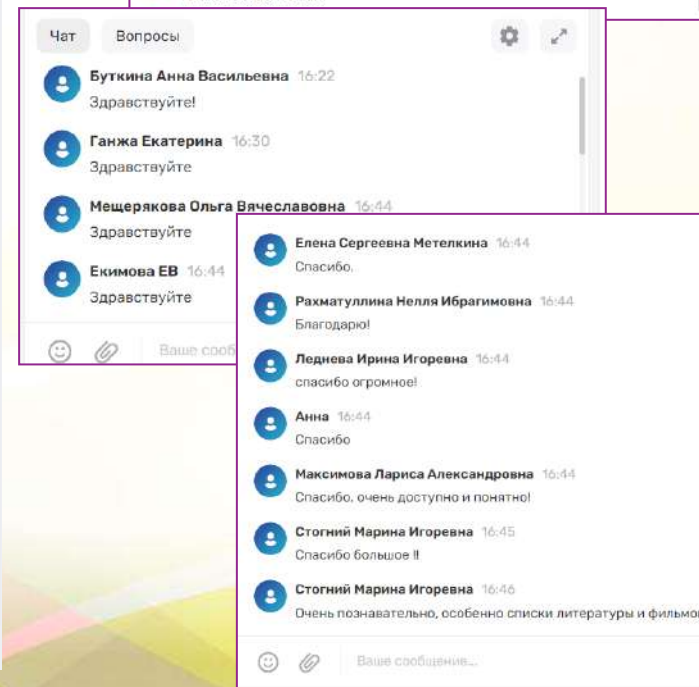 Чат Вопросы
Буткина Анна Васильевна 16:22
Здравствуйте!
Ганжа Екатерина 16:30
Здравствуйте
Мещерякова Ольга Вячеславовна 16:44
Здравствуйте
Екимова ЕВ 16:44
Здравствуйте
Ваше сооб
Елена Сергеевна Метелкина 16:44
Спасибо.
Рахматуллина Нелля Ибрагимовна 16:44
Благодарю!
Леднева Ирина Игоревна 16:44
спасибо огромное!
Анна 16:44
Спасибо
Максимова Лариса Александровна 16:44
Спасибо, очень доступно и понятно!
Стогний Марина Игоревна 16:45
Спасибо большое !!
Стогний Марина Игоревна 16:46
Очень познавательно, особенно списки литературы и фильмов
Ваше сообщение...